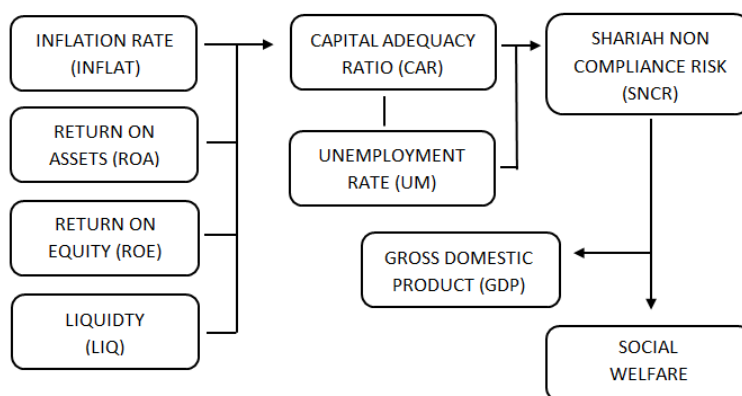 INFLATION RATE
(INFLAT)
CAPITAL ADEQUACY
RATIO (CAR)
SHARIAH NON
COMPLIANCE RISK
(SNCR)
RETURN ON
ASSETS (ROA)
UNEMPLOYMENT
RATE (UM)
RETURN ON
EQUITY (ROE)
GROSS DOMESTIC
PRODUCT (GDP)
LIQUIDTY
(LIQ)
SOCIAL
WELFARE